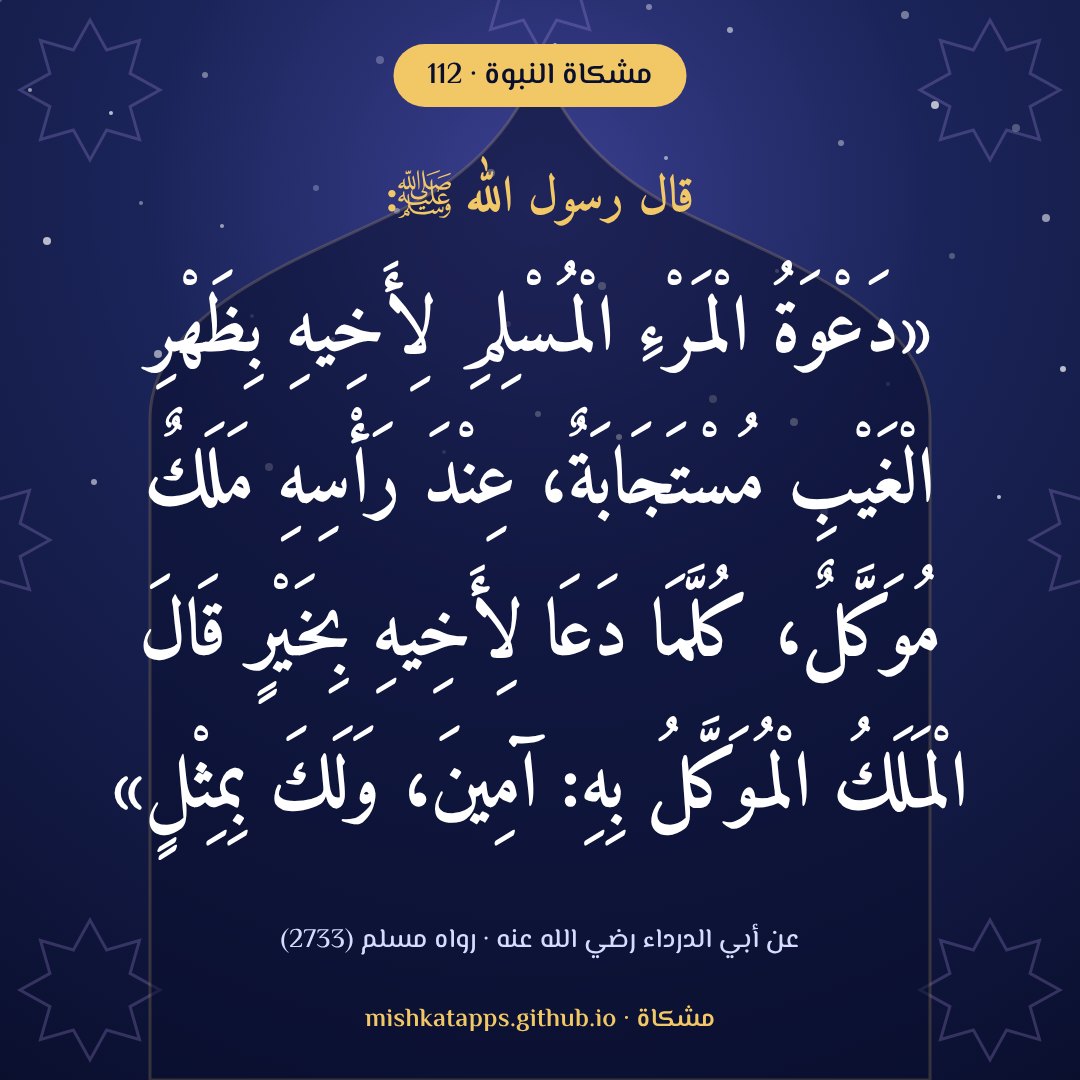 مشكاة النبوة · 112
قال رسول الله ﷺ:
«دَعْوَةُ الْمَرْءِ الْمُسْلِمِ لِأَخِيهِ بِظَهْرِ
الْغَيْبِ مُسْتَجَابَةٌ، عِنْدَ رَأْسِهِ مَلَكٌ
مُوَكَّلٌ، كُلَّمَا دَعَا لِأَخِيهِ بِخَيْرٍ قَالَ
الْمَلَكُ الْمُوَكَّلُ بِهِ: آمِينَ، وَلَكَ بِمِثْلٍ»
عن أبي الدرداء رضي الله عنه · رواه مسلم (2733)
مشكاة · mishkatapps.github.io